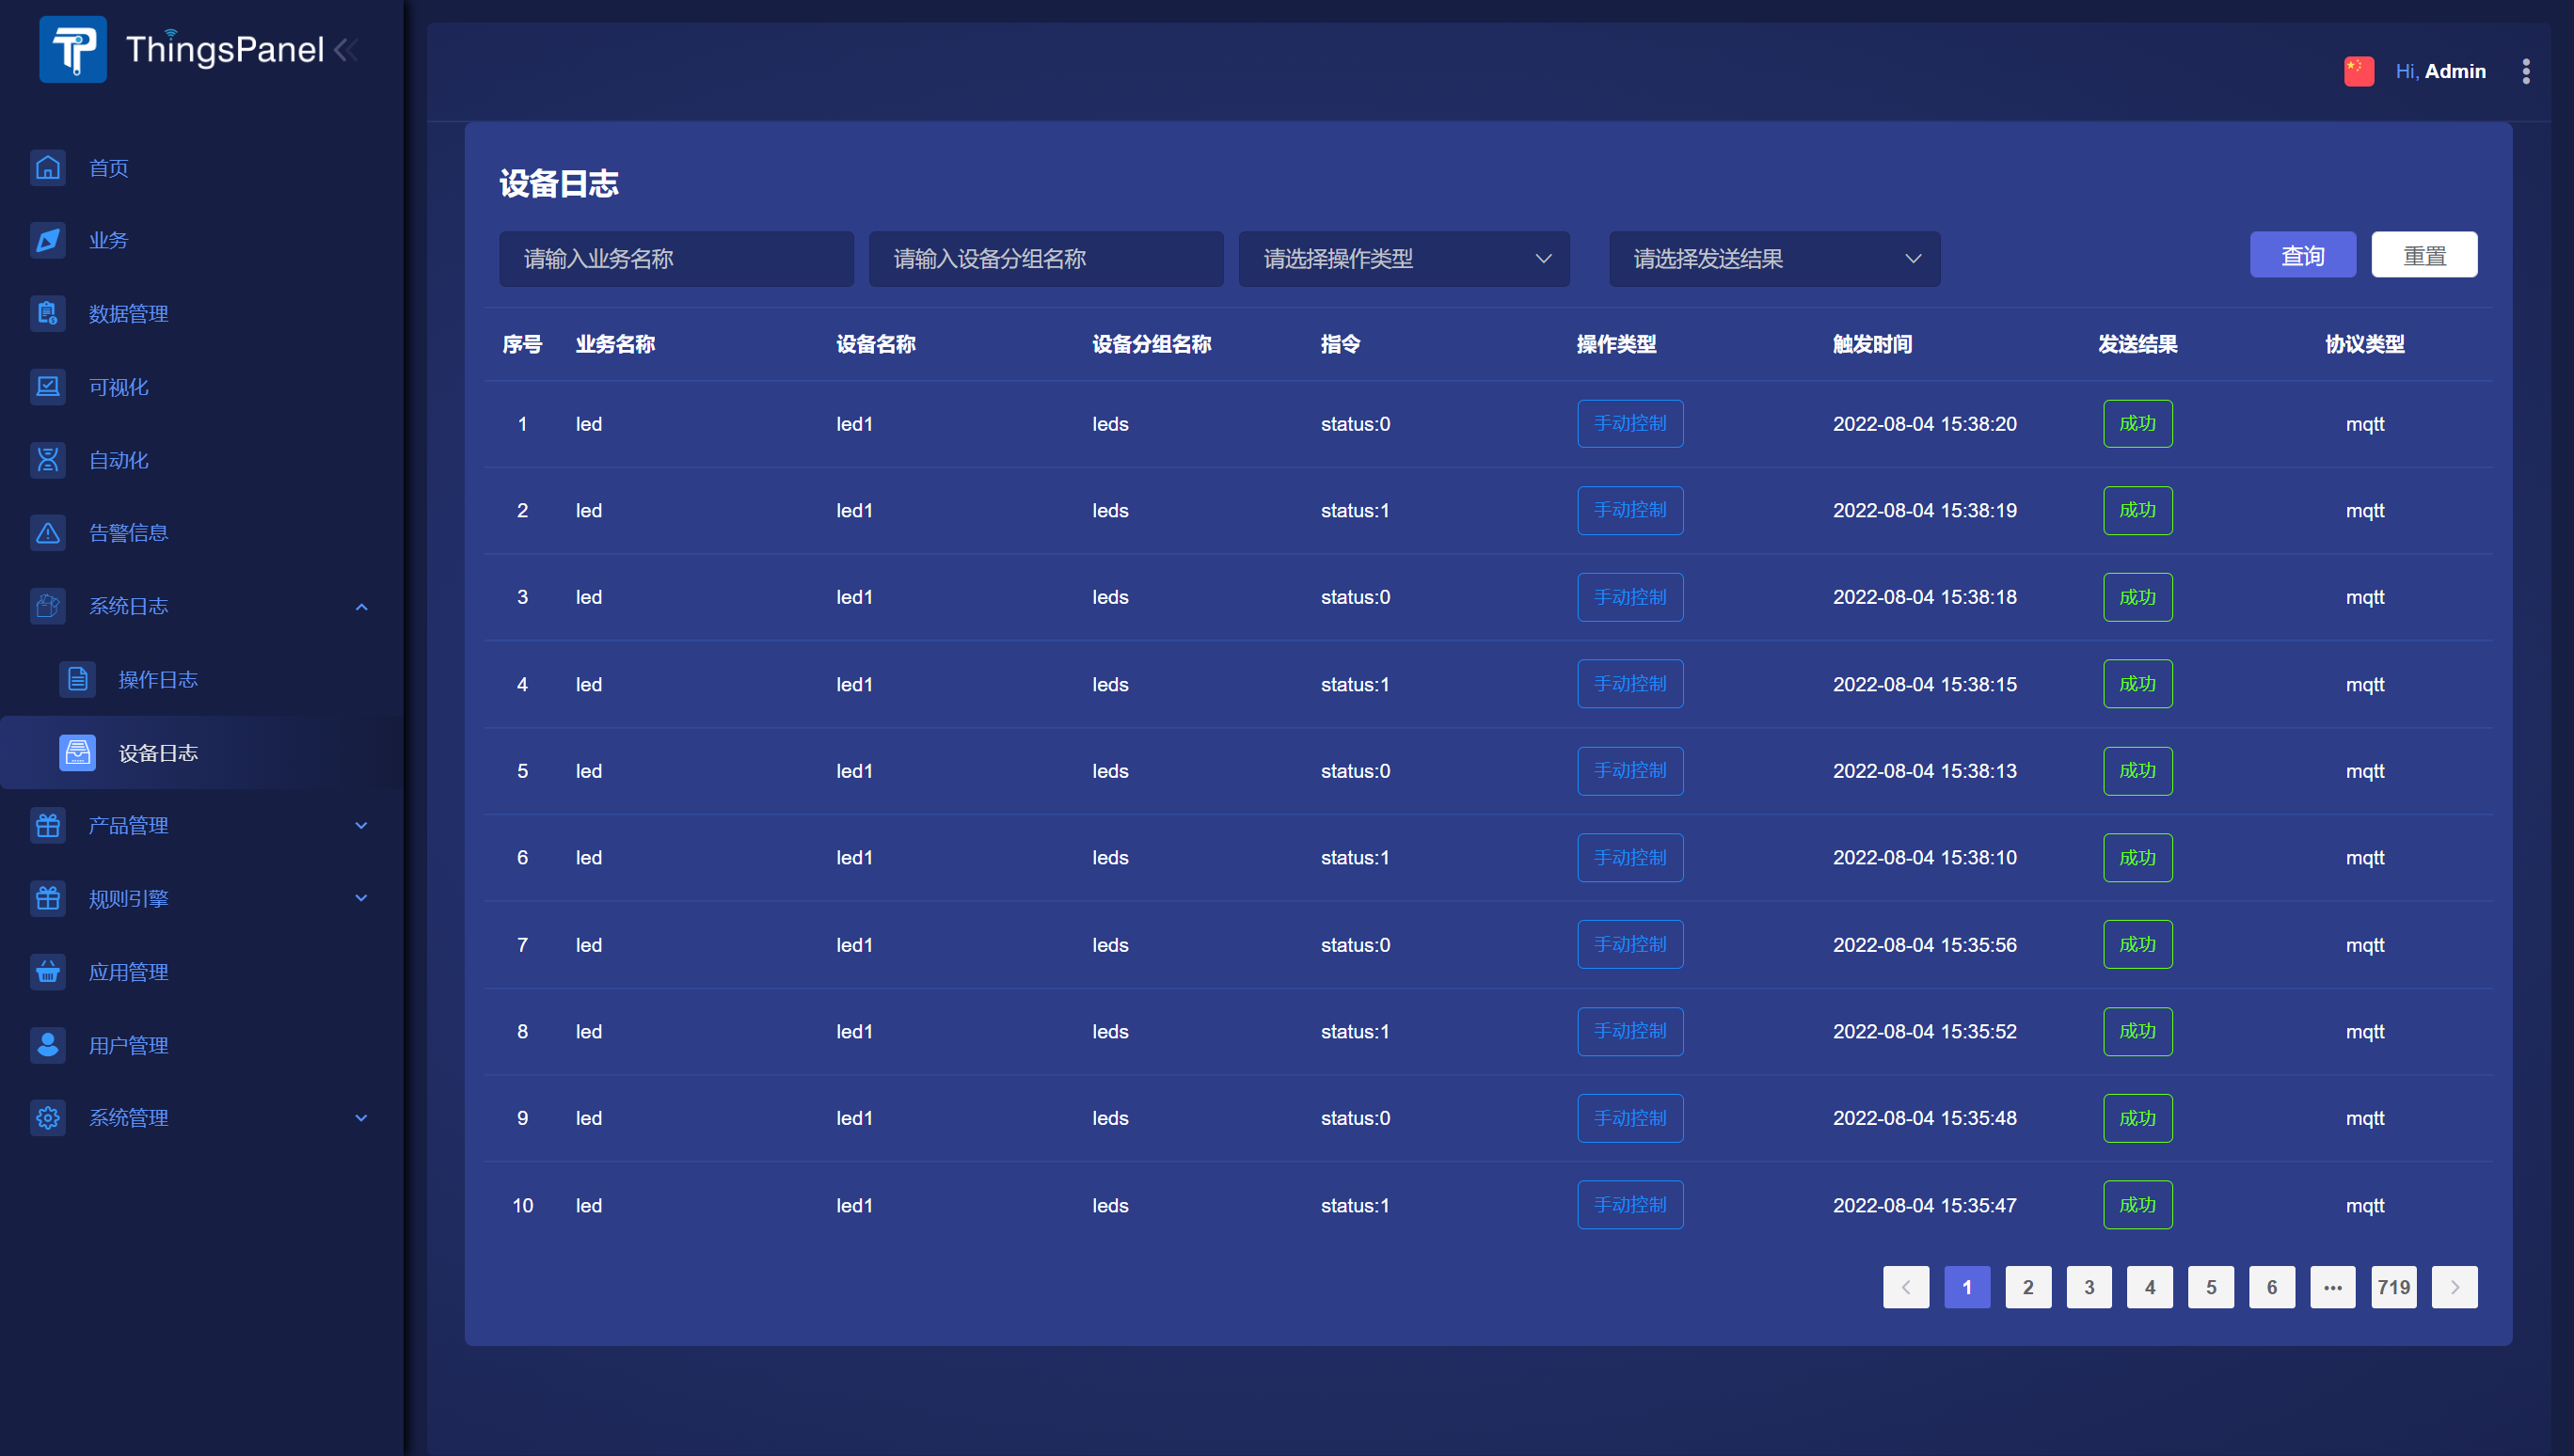 ThingsPanel
Hi, Admin
首页
业务
数据管理
可视化
自动化
告警信息
系统日志
操作日志
设备日志
产品管理
规则引擎
应用管理
用户管理
系统管理
设备日志
请输入业务名称 请输入设备分组名称 请选择操作类型 请选择发送结果 查询 重置
序号 业务名称 设备名称 设备分组名称 指令 操作类型 触发时间 发送结果 协议类型
1 led led1 leds status:0 手动控制 2022-08-04 15:38:20 成功 mqtt
2 led led1 leds status:1 手动控制 2022-08-04 15:38:19 成功 mqtt
3 led led1 leds status:0 手动控制 2022-08-04 15:38:18 成功 mqtt
4 led led1 leds status:1 手动控制 2022-08-04 15:38:15 成功 mqtt
5 led led1 leds status:0 手动控制 2022-08-04 15:38:13 成功 mqtt
6 led led1 leds status:1 手动控制 2022-08-04 15:38:10 成功 mqtt
7 led led1 leds status:0 手动控制 2022-08-04 15:35:56 成功 mqtt
8 led led1 leds status:1 手动控制 2022-08-04 15:35:52 成功 mqtt
9 led led1 leds status:0 手动控制 2022-08-04 15:35:48 成功 mqtt
10 led led1 leds status:1 手动控制 2022-08-04 15:35:47 成功 mqtt
1 2 3 4 5 6 ••• 719